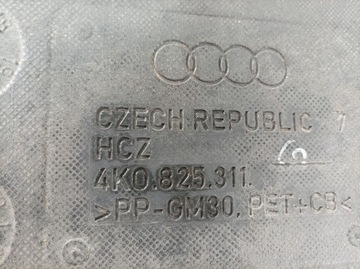 CZECH REPUBLIC
HCZ
4K0.825.311.
>PP-GM30, PET+CB<